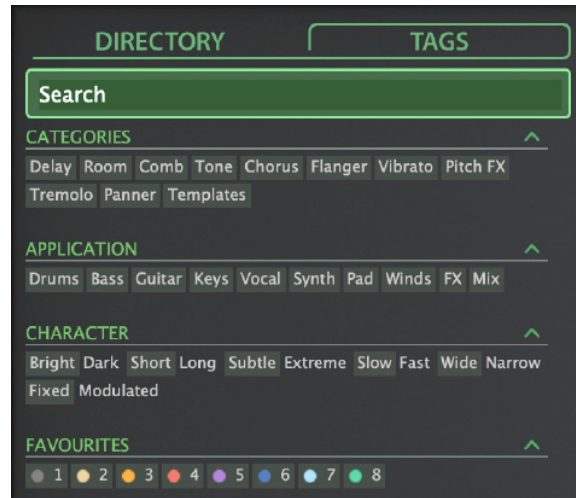 DIRECTORY TAGS
Search
CATEGORIES
Delay Room Comb Tone Chorus Flanger Vibrato Pitch FX
Tremolo Panner Templates
APPLICATION
Drums Bass Guitar Keys Vocal Synth Pad Winds FX Mix
CHARACTER
Bright Dark Short Long Subtle Extreme Slow Fast Wide Narrow
Fixed Modulated
FAVOURITES
1 2 3 4 5 6 7 8